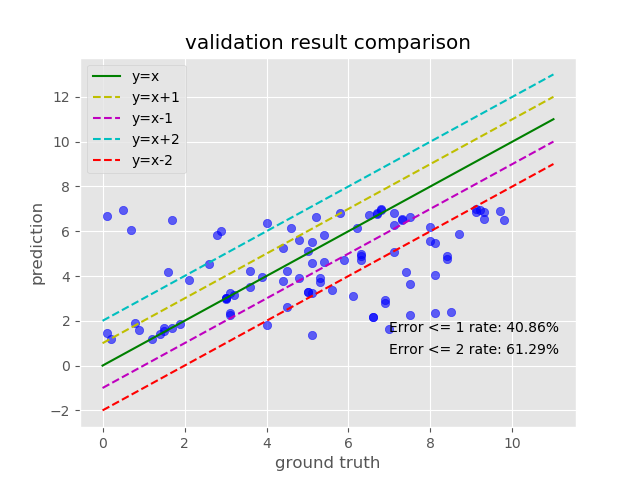 validation result comparison
y=x
y=x+1
y=x-1
y=x+2
y=x-2
12
10
8
6
4
2
0
−2
prediction
Error <= 1 rate: 40.86%
Error <= 2 rate: 61.29%
0 2 4 6 8 10
ground truth